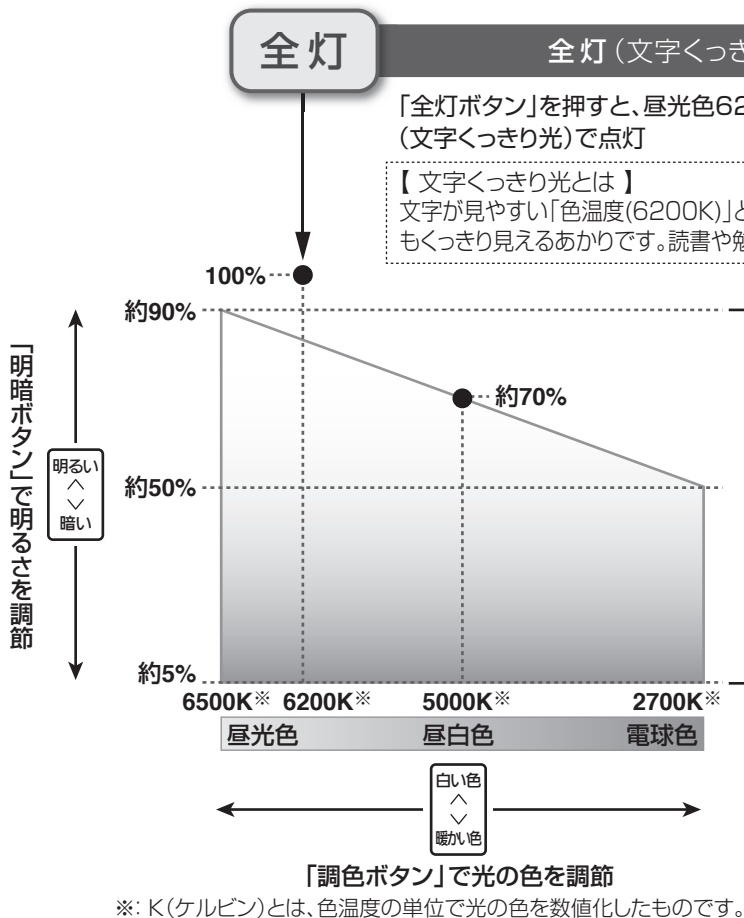 全灯
全灯（文字くっき
「全灯ボタン」を押すと、昼光色62
（文字くっきり光）で点灯
【 文字くっきり光とは 】
文字が見やすい「色温度(6200K)」と
もくっきり見えるあかりです。読書や勉
100%
約90%
約70%
約50%
約5%
「明暗ボタン」で明るさを調節
明るい
暗い
6500K※ 6200K※ 5000K※ 2700K※
昼光色 昼白色 電球色
白い色
暖かい色
「調色ボタン」で光の色を調節
※: K(ケルビン)とは、色温度の単位で光の色を数値化したものです。